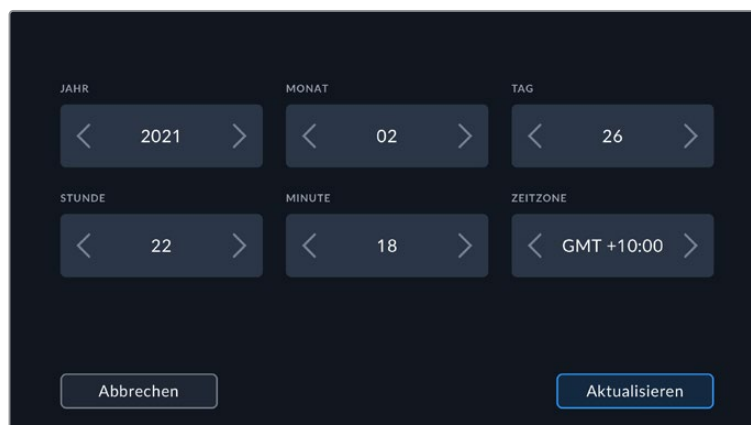 JAHR MONAT TAG
2021 02 26
STUNDE MINUTE ZEITZONE
22 18 GMT +10:00
Abbrechen Aktualisieren